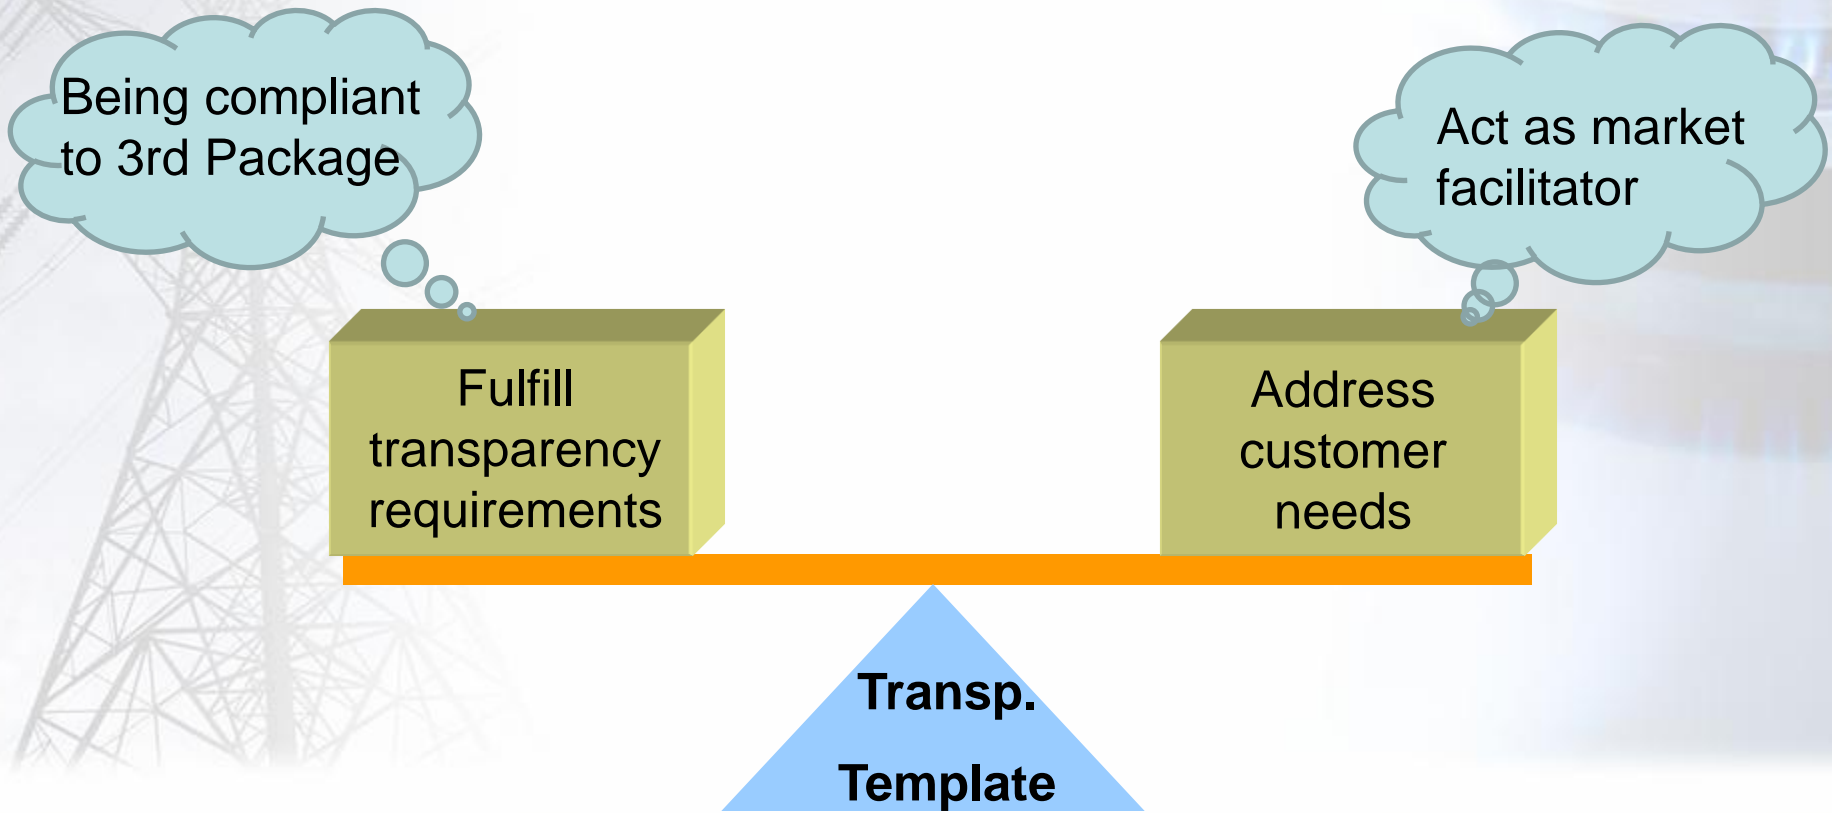 Being compliant
to 3rd Package
Act as market
facilitator
Fulfill
transparency
requirements
Address
customer
needs
Transp.
Template